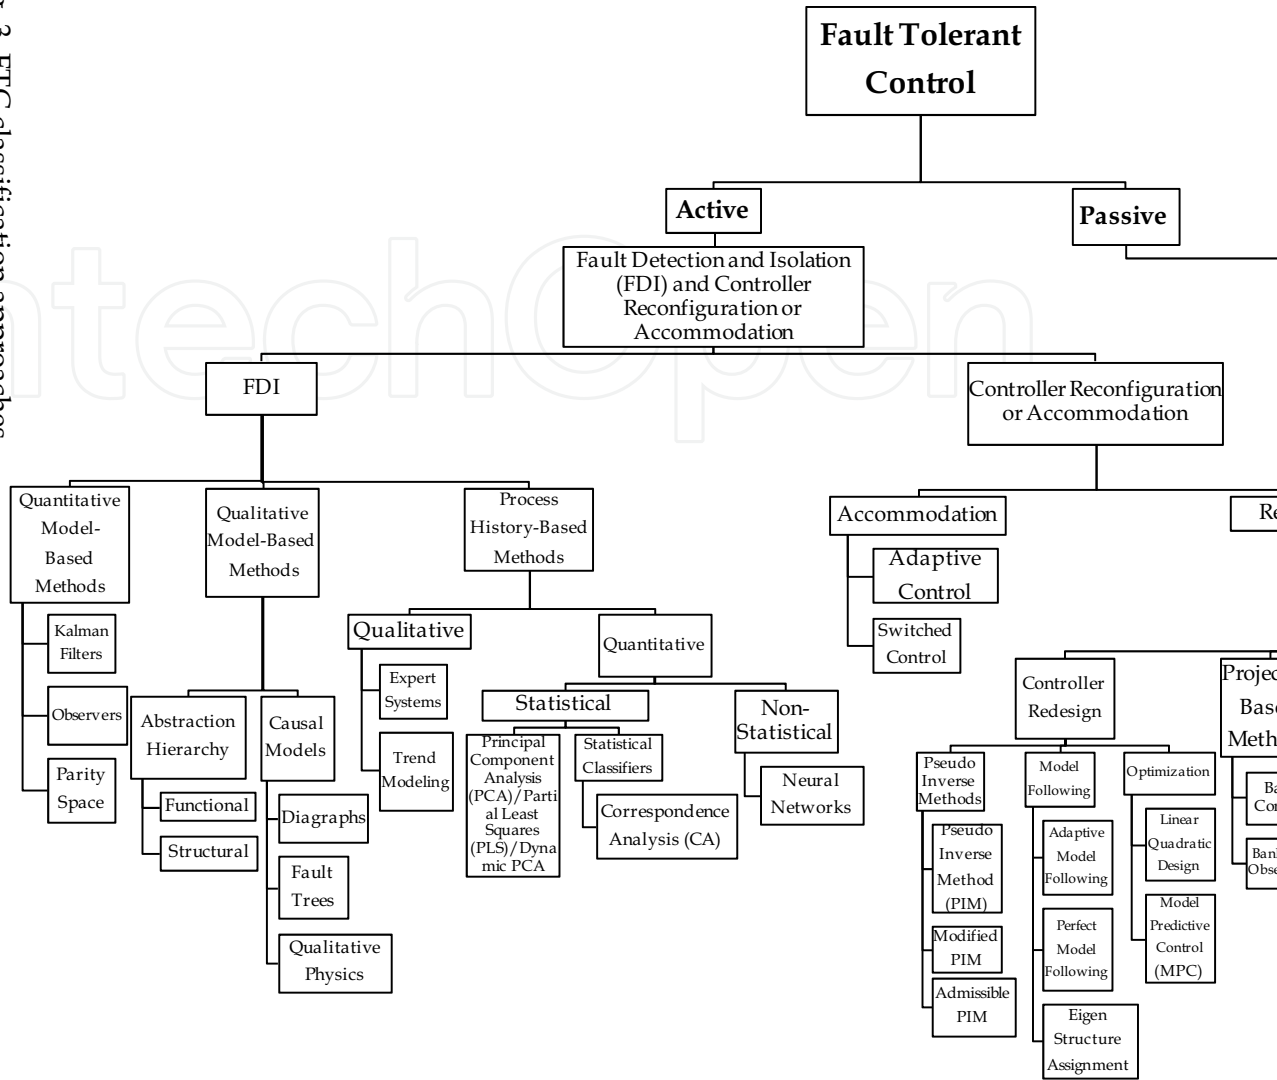 Fault Tolerant
Control
Active
Passive
Fault Detection and Isolation
(FDI) and Controller
Reconfiguration or
Accommodation
FDI
Controller Reconfiguration
or Accommodation
Quantitative
Model-
Based
Methods
Qualitative
Model-Based
Methods
Process
History-Based
Methods
Accommodation
Adaptive
Control
Switched
Control
Kalman
Filters
Observers
Parity
Space
Abstraction
Hierarchy
Functional
Structural
Causal
Models
Diagraphs
Fault
Trees
Qualitative
Physics
Qualitative
Expert
Systems
Trend
Modeling
Quantitative
Statistical
Principal
Component
Analysis
(PCA)/Parti
al Least
Squares
(PLS)/Dyna
mic PCA
Statistical
Classifiers
Correspondence
Analysis (CA)
Non-
Statistical
Neural
Networks
Controller
Redesign
Pseudo
Inverse
Methods
Pseudo
Inverse
Method
(PIM)
Modified
PIM
Admissible
PIM
Model
Following
Adaptive
Model
Following
Perfect
Model
Following
Eigen
Structure
Assignment
Optimization
Linear
Quadratic
Design
Model
Predictive
Control
(MPC)
3. FTC classification approaches